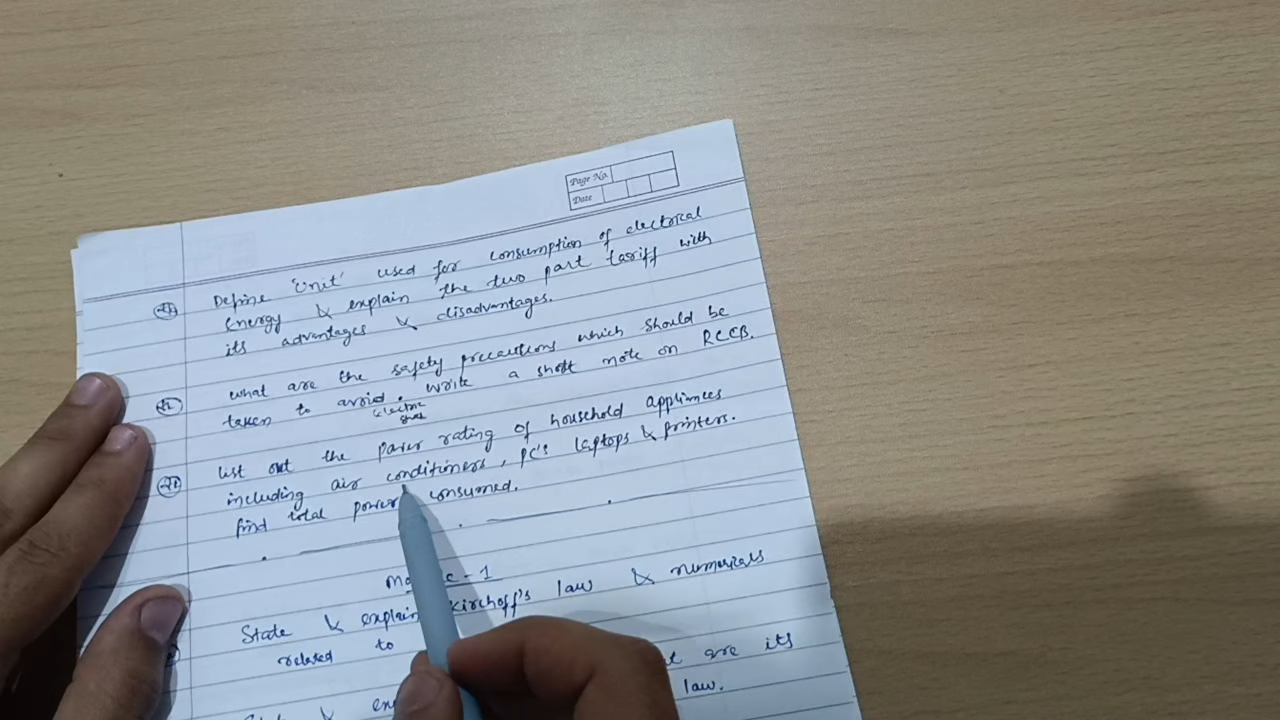 Page No.
Date
Define 'Unit' used for consumption of electrical
Energy & explain the two part tariff with
its advantages & disadvantages.
what are the safety precautions which should be
taken to avoid. Write a short note on RCCB.
electric
List out the power rating of household appliances
including air conditioners, PC's laptops & printers.
find total power consumed.
State & explain Kirchoff's law & numericals
related to
are its
law.